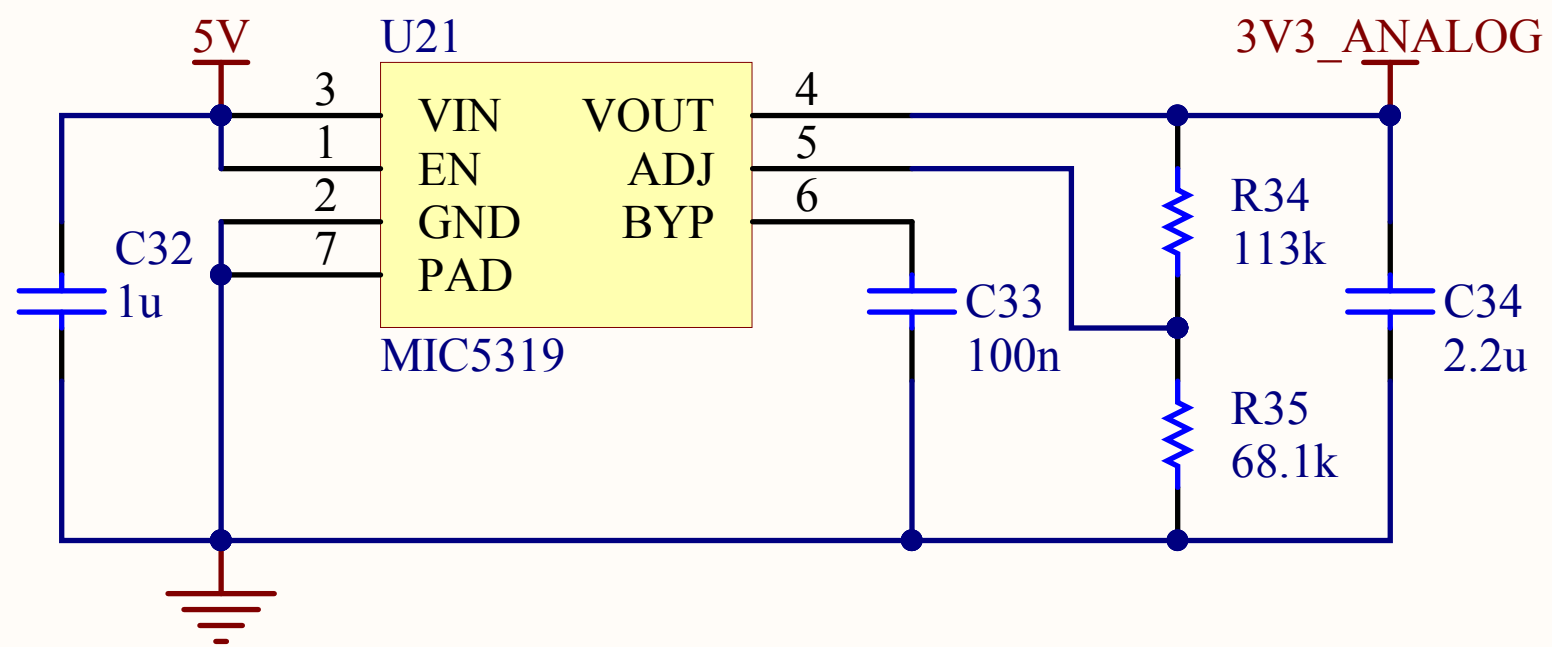 5V
U21
3V3_ANALOG
3
VIN
VOUT
4
1
EN
ADJ
5
2
GND
BYP
6
7
PAD
R34
113k
C32
1u
C33
100n
C34
2.2u
MIC5319
R35
68.1k